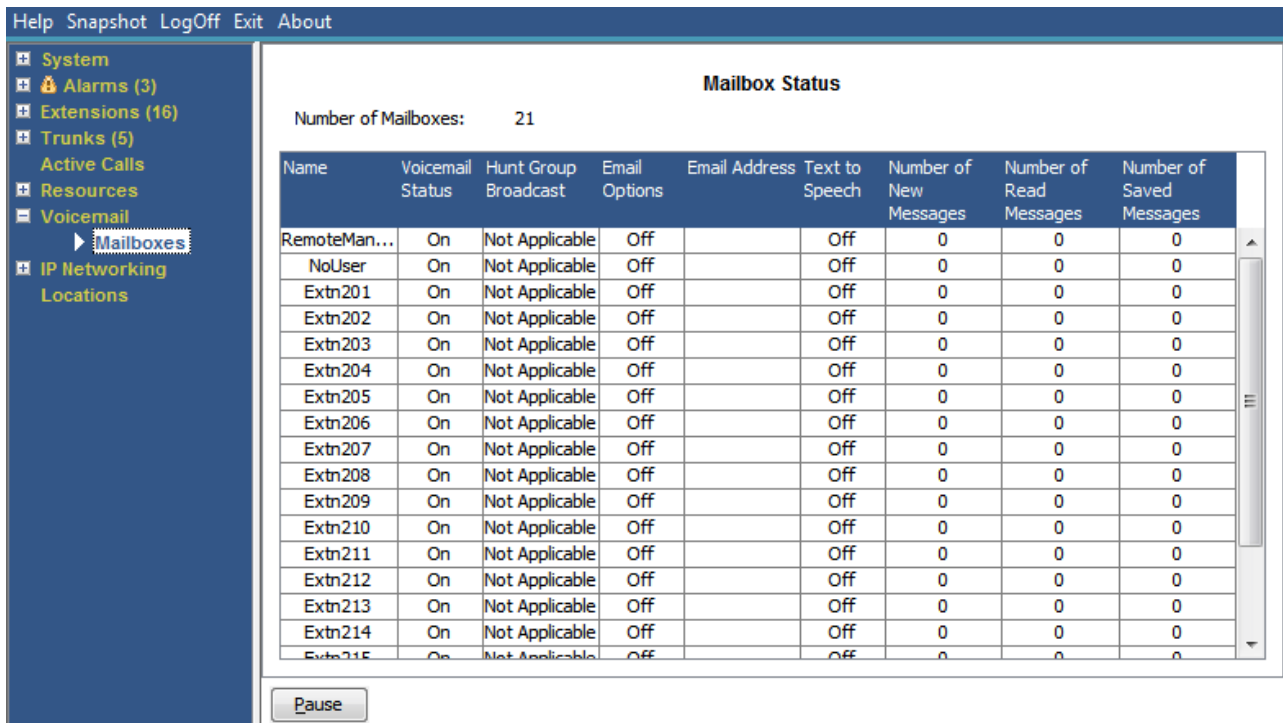 Help Snapshot LogOff Exit About
System
Alarms (3)
Extensions (16)
Trunks (5)
Active Calls
Resources
Voicemail
Mailboxes
IP Networking
Locations
Mailbox Status
Number of Mailboxes: 21
Name Voicemail Status Hunt Group Broadcast Email Options Email Address Text to Speech Number of New Messages Number of Read Messages Number of Saved Messages
RemoteMan... On Not Applicable Off Off 0 0 0
NoUser On Not Applicable Off Off 0 0 0
Extn201 On Not Applicable Off Off 0 0 0
Extn202 On Not Applicable Off Off 0 0 0
Extn203 On Not Applicable Off Off 0 0 0
Extn204 On Not Applicable Off Off 0 0 0
Extn205 On Not Applicable Off Off 0 0 0
Extn206 On Not Applicable Off Off 0 0 0
Extn207 On Not Applicable Off Off 0 0 0
Extn208 On Not Applicable Off Off 0 0 0
Extn209 On Not Applicable Off Off 0 0 0
Extn210 On Not Applicable Off Off 0 0 0
Extn211 On Not Applicable Off Off 0 0 0
Extn212 On Not Applicable Off Off 0 0 0
Extn213 On Not Applicable Off Off 0 0 0
Extn214 On Not Applicable Off Off 0 0 0
Extn215 On Not Applicable Off Off 0 0 0
Pause